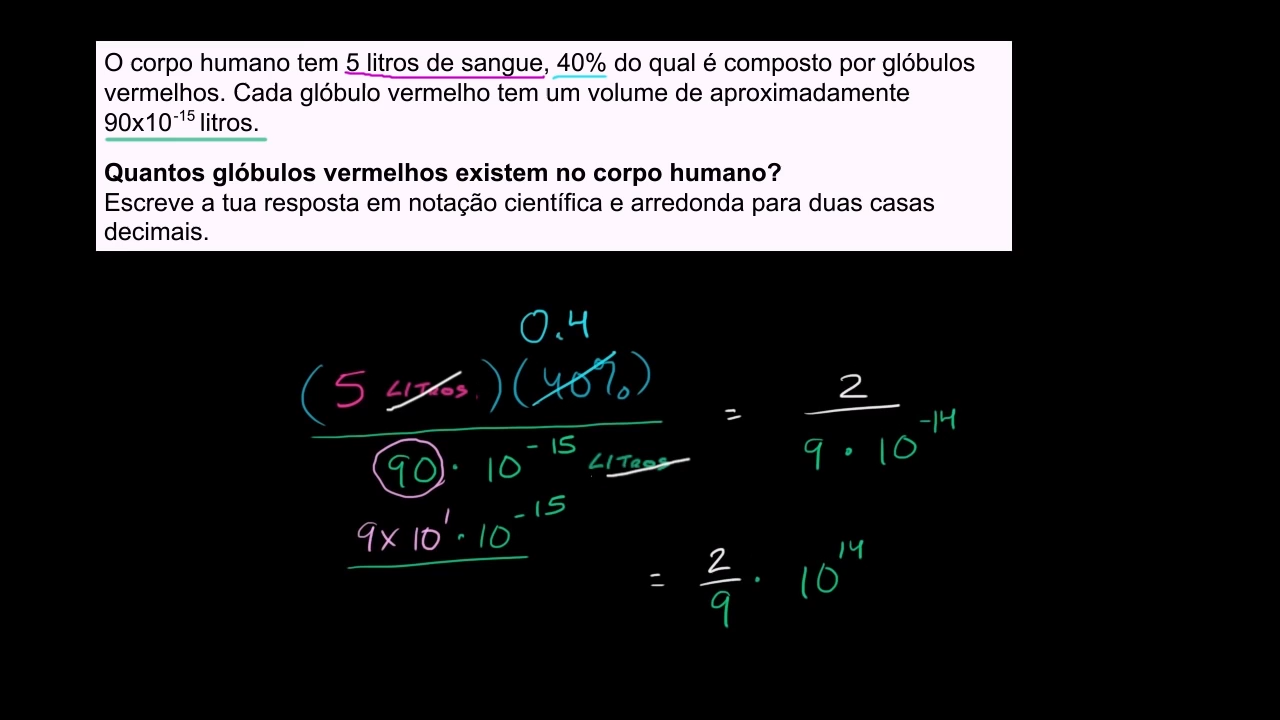 O corpo humano tem 5 litros de sangue, 40% do qual é composto por glóbulos
vermelhos. Cada glóbulo vermelho tem um volume de aproximadamente
90x10⁻¹⁵ litros.
Quantos glóbulos vermelhos existem no corpo humano?
Escreve a tua resposta em notação científica e arredonda para duas casas
decimais.
0.4
(5 LITROS.)(40%)
90 · 10⁻¹⁵ LITROS
9 x 10¹ · 10⁻¹⁵
= 2
9 · 10⁻¹⁴
= 2/9 · 10¹⁴